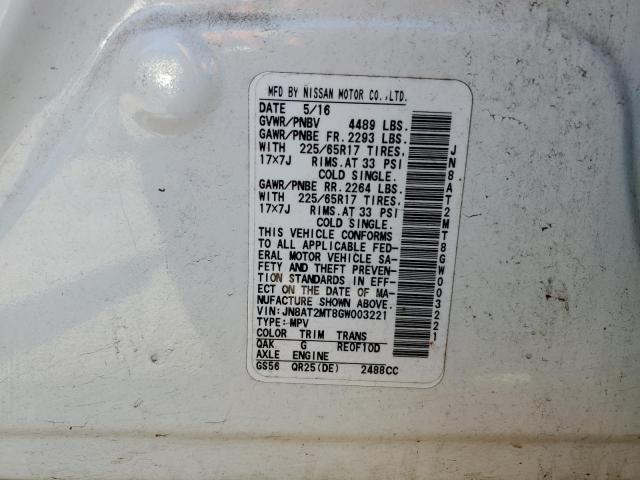 MFD BY NISSAN MOTOR CO.,LTD.
DATE 5/16
GVWR/PNBV 4489 LBS.
GAWR/PNBE FR. 2293 LBS.
WITH 225/65R17 TIRES,
17×7J RIMS.AT 33 PSI
COLD SINGLE.
GAWR/PNBE RR. 2264 LBS.
WITH 225/65R17 TIRES,
17×7J RIMS.AT 33 PSI
COLD SINGLE.
THIS VEHICLE CONFORMS
TO ALL APPLICABLE FED-
ERAL MOTOR VEHICLE SA-
FETY AND THEFT PREVEN-
TION STANDARDS IN EFF-
ECT ON THE DATE OF MA-
NUFACTURE SHOWN ABOVE.
VIN:JN8AT2MT8GW003221
TYPE:MPV
COLOR TRIM TRANS
QAK G RE0F10D
AXLE ENGINE
GS56 QR25(DE) 2488CC
JN8AT2MT8GW003221